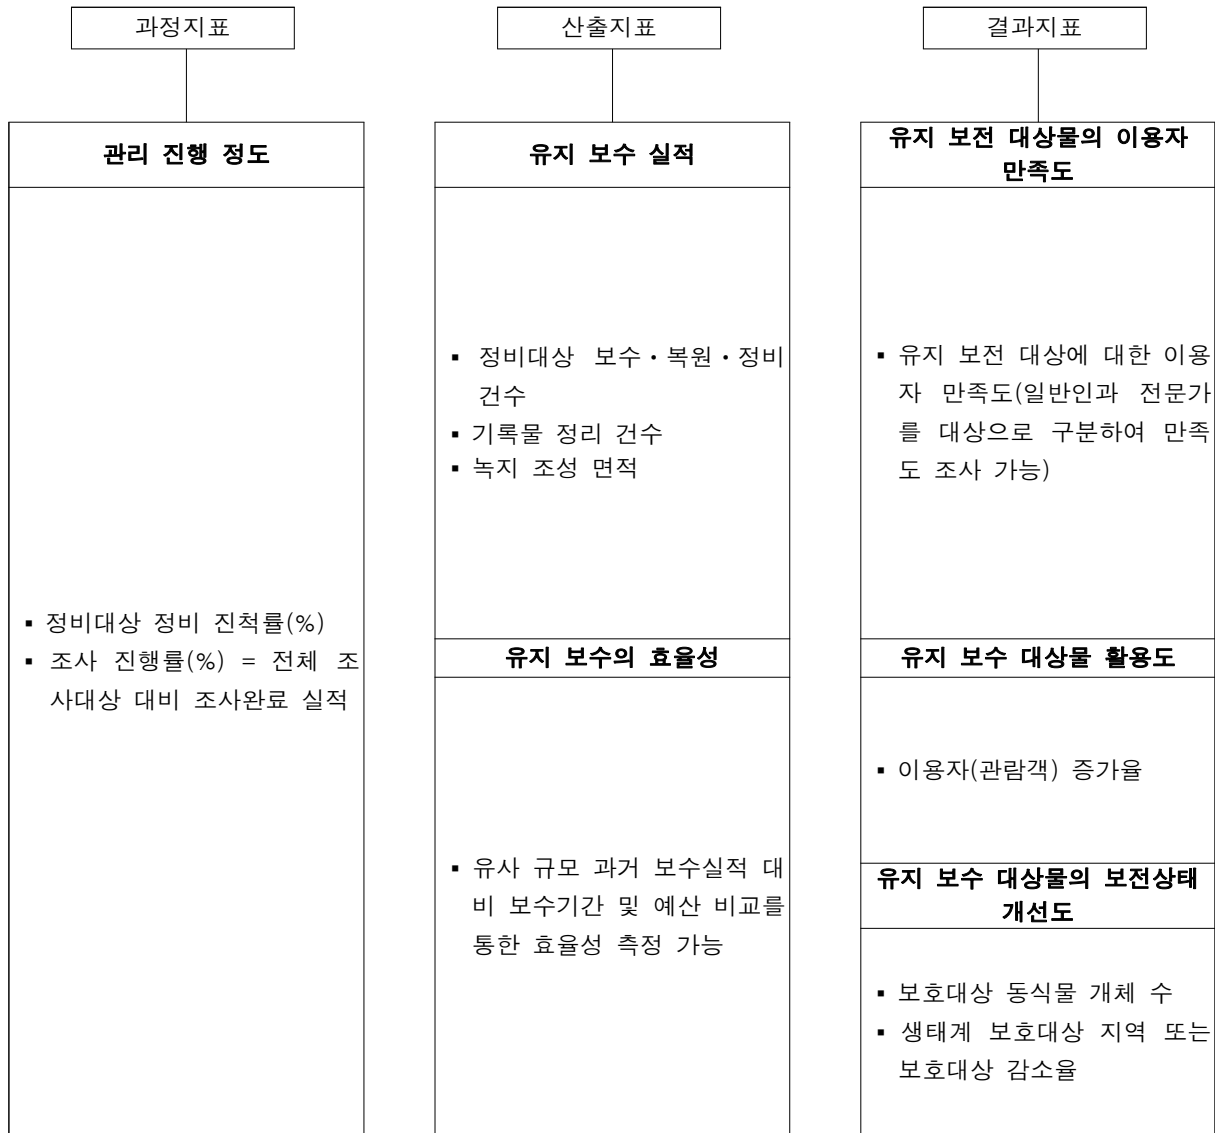 과정지표
관리 진행 정도
▪ 정비대상 정비 진척률(%)
▪ 조사 진행률(%) = 전체 조
사대상 대비 조사완료 실적
산출지표
유지 보수 실적
▪ 정비대상 보수・복원・정비
건수
▪ 기록물 정리 건수
▪ 녹지 조성 면적
유지 보수의 효율성
▪ 유사 규모 과거 보수실적 대
비 보수기간 및 예산 비교를
통한 효율성 측정 가능
결과지표
유지 보전 대상물의 이용자
만족도
▪ 유지 보전 대상에 대한 이용
자 만족도(일반인과 전문가
를 대상으로 구분하여 만족
도 조사 가능)
유지 보수 대상물 활용도
▪ 이용자(관람객) 증가율
유지 보수 대상물의 보전상태
개선도
▪ 보호대상 동식물 개체 수
▪ 생태계 보호대상 지역 또는
보호대상 감소율